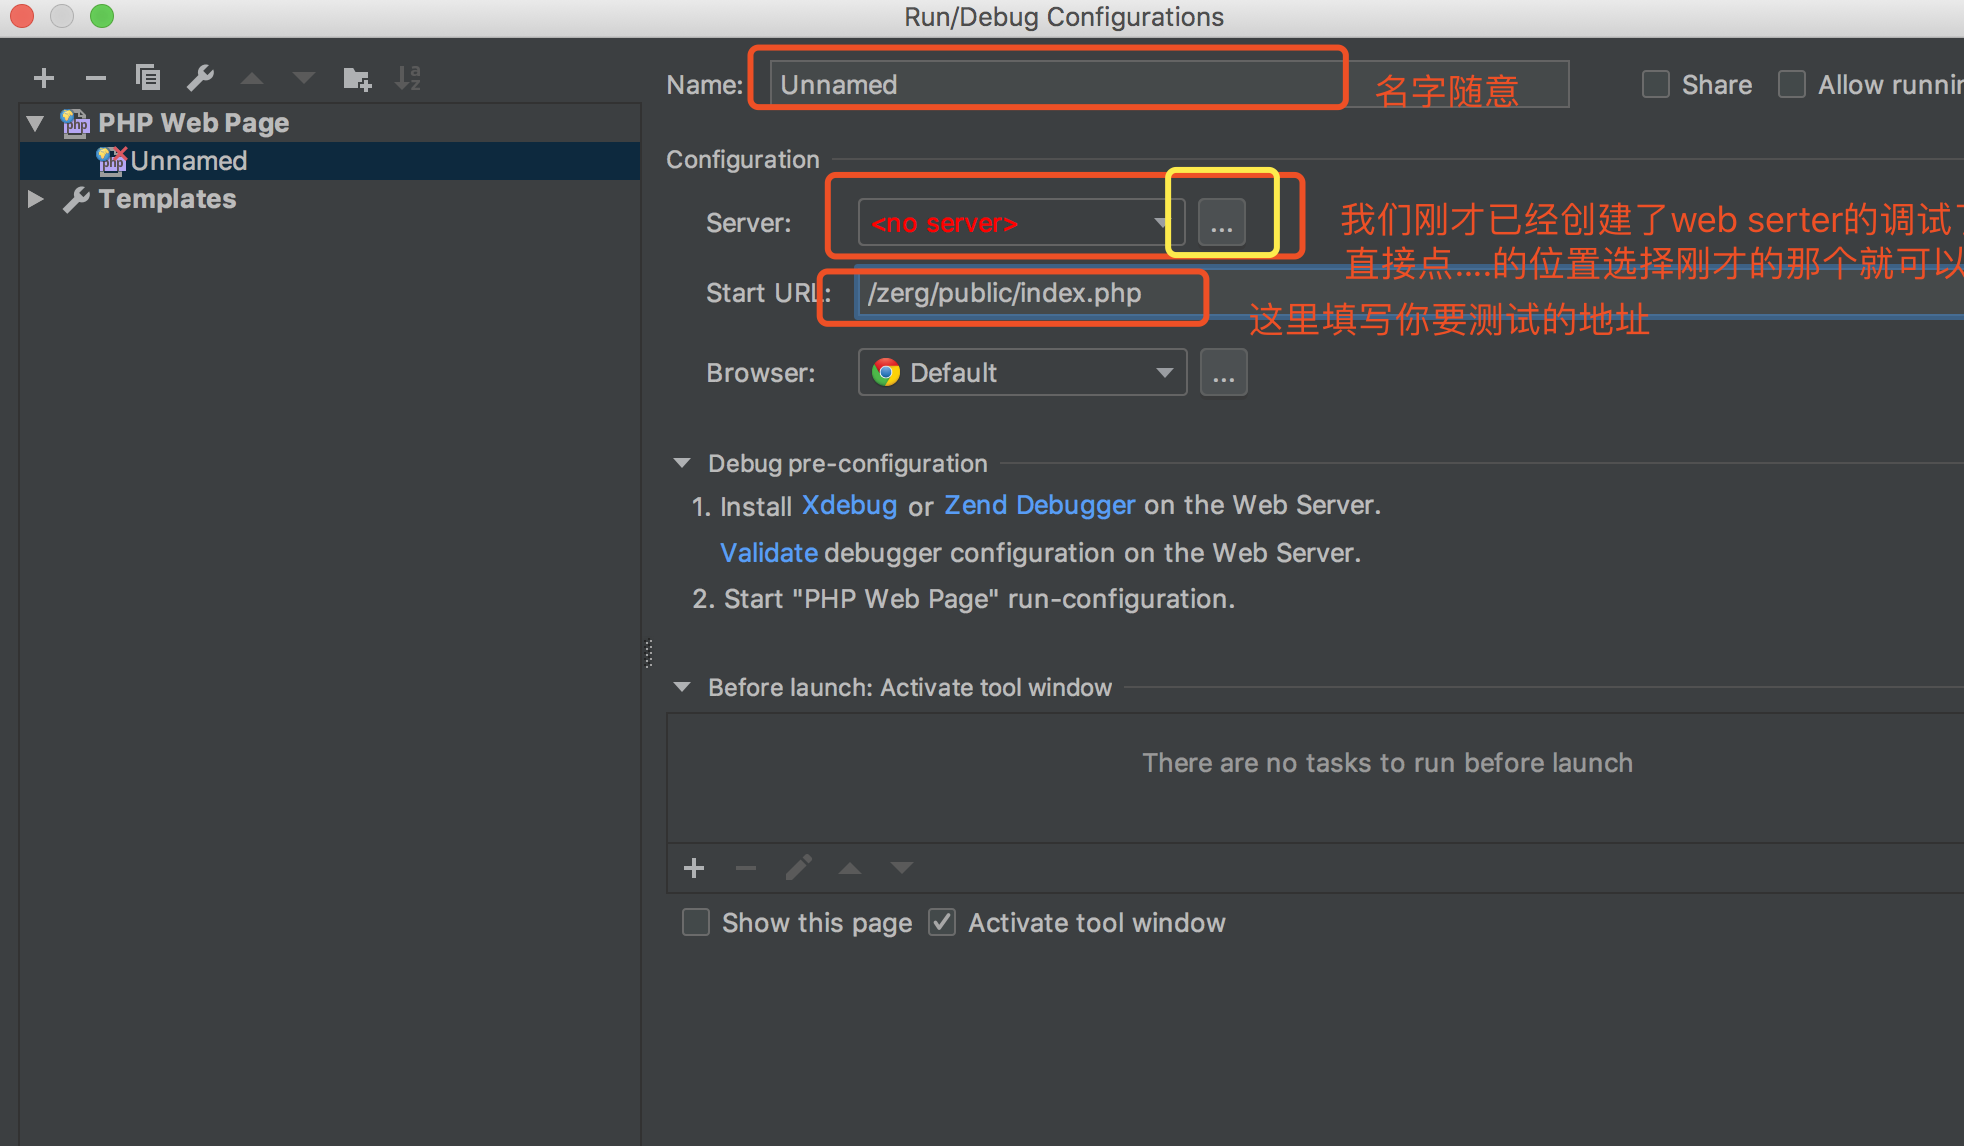 Run/Debug Configurations
Name: Unnamed 名字随意 Share Allow runnin
PHP Web Page
Unnamed
Templates
Configuration
Server: <no server> ... 我们刚才已经创建了web serter的调试了
直接点....的位置选择刚才的那个就可以
Start URL: /zerg/public/index.php
这里填写你要测试的地址
Browser: Default ...
Debug pre-configuration
1. Install Xdebug or Zend Debugger on the Web Server.
Validate debugger configuration on the Web Server.
2. Start "PHP Web Page" run-configuration.
Before launch: Activate tool window
There are no tasks to run before launch
Show this page Activate tool window